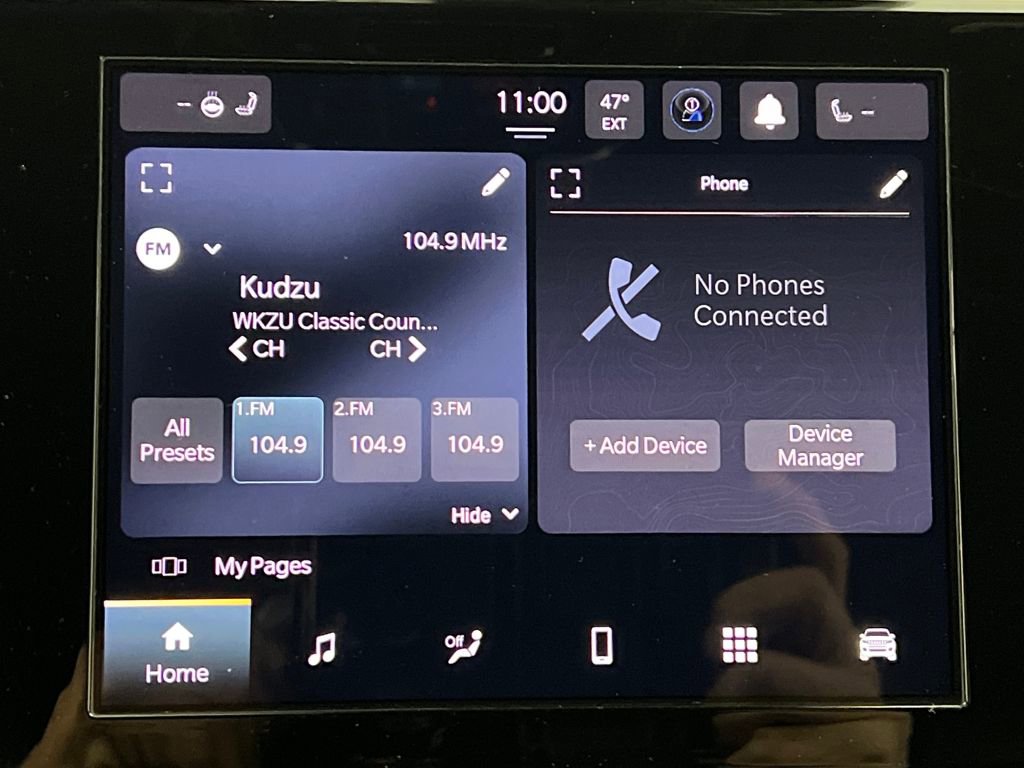 11:00
47°
EXT
FM
104.9 MHz
Kudzu
WKZU Classic Coun...
CH
CH
All
Presets
1.FM
104.9
2.FM
104.9
3.FM
104.9
Hide
Phone
No Phones
Connected
+ Add Device
Device
Manager
My Pages
Home
Off